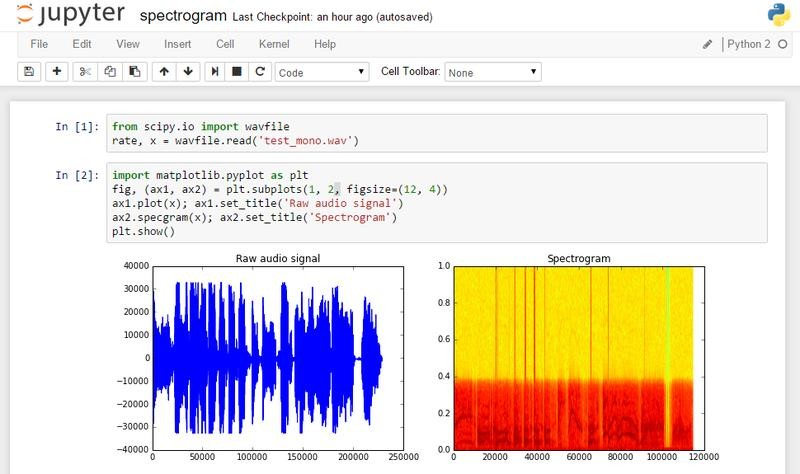 jupyter spectrogram Last Checkpoint: an hour ago (autosaved)
File Edit View Insert Cell Kernel Help Python 2
Code Cell Toolbar: None
In [1]: from scipy.io import wavfile
rate, x = wavfile.read('test_mono.wav')
In [2]: import matplotlib.pyplot as plt
fig, (ax1, ax2) = plt.subplots(1, 2, figsize=(12, 4))
ax1.plot(x); ax1.set_title('Raw audio signal')
ax2.specgram(x); ax2.set_title('Spectrogram')
plt.show()
Raw audio signal
40000
30000
20000
10000
0
−10000
−20000
−30000
−40000
0 50000 100000 150000 200000 250000
Spectrogram
1.0
0.8
0.6
0.4
0.2
0.0
0 20000 40000 60000 80000 100000 120000